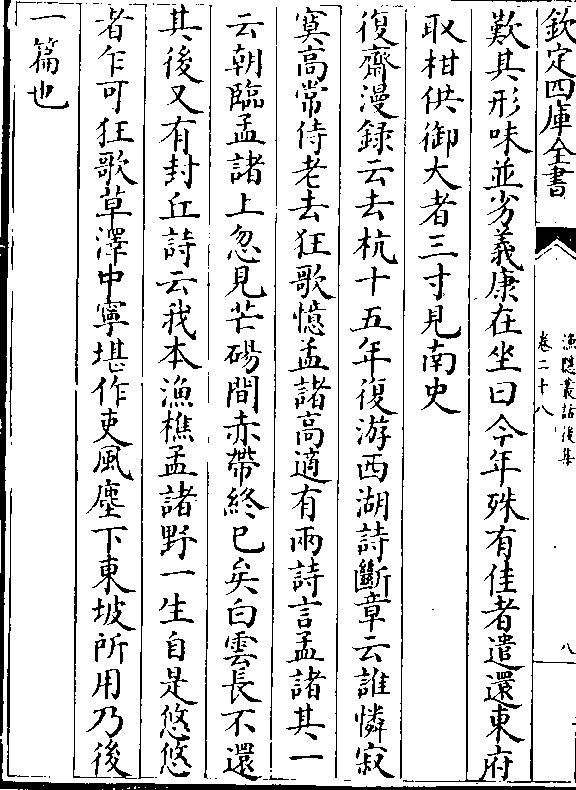 欽定四庫全書
漁隱叢話後集
卷二十八
八
歎其形味並劣義康在坐曰今年殊有佳者遣還東府
取柑供御大者三寸見南史
復齋漫録云去杭十五年復游西湖詩斷章云誰憐寂
寞高常侍老去狂歌憶孟諸高適有兩詩言孟諸其一
云朝臨孟諸上忽見芒碭間赤帶終已矣白雲長不還
其後又有封丘詩云我本漁樵孟諸野一生自是悠悠
者乍可狂歌草澤中寧堪作吏風塵下東坡所用乃後
一篇也